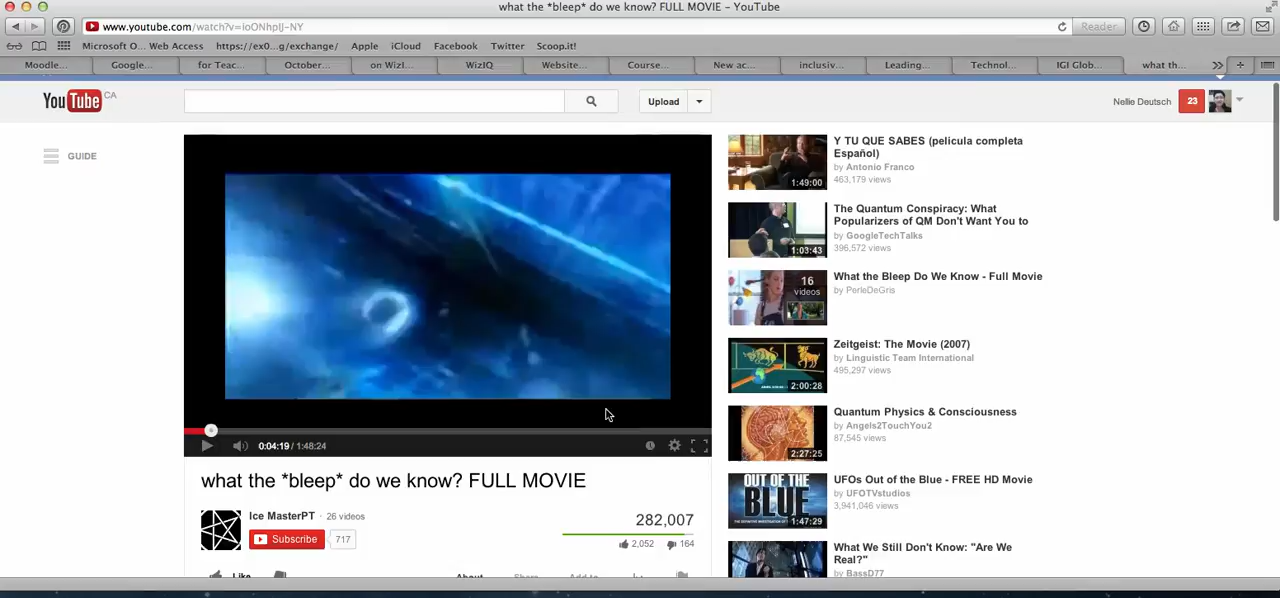 what the *bleep* do we know? FULL MOVIE – YouTube
www.youtube.com/watch?v=ioONhpIJ-NY
Reader
Microsoft O... Web Access https://ex0...g/exchange/ Apple iCloud Facebook Twitter Scoop.it!
Moodle... Google... for Teac... October... on WizI... WizIQ Website... Course... New ac... inclusiv... Leading... Technol... IGI Glob... what th...
YouTube CA
Upload
Nellie Deutsch 23
GUIDE
Y TU QUE SABES (pelicula completa
Español)
by Antonio Franco
463,179 views
1:49:00
The Quantum Conspiracy: What
Popularizers of QM Don't Want You to
by GoogleTechTalks
396,572 views
1:03:43
What the Bleep Do We Know - Full Movie
by PerleDeGris
16
videos
Zeitgeist: The Movie (2007)
by Linguistic Team International
495,297 views
2:00:28
Quantum Physics & Consciousness
by Angels2TouchYou2
87,545 views
2:27:25
UFOs Out of the Blue - FREE HD Movie
by UFOTVstudios
3,941,046 views
OUT OF THE
BLUE
1:47:29
What We Still Don't Know: "Are We
Real?"
by BassD77
0:04:19 / 1:48:24
what the *bleep* do we know? FULL MOVIE
Ice MasterPT · 26 videos
Subscribe 717
282,007
2,052 164
Like
About Share Add to